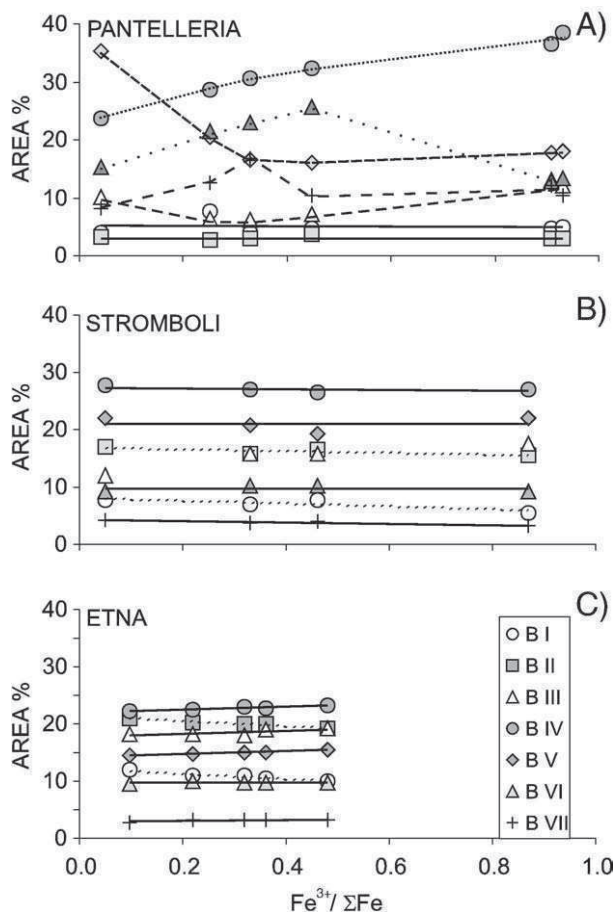 PANTELLERIA
A)
40
30
20
10
0
AREA %
STROMBOLI
B)
40
30
20
10
0
AREA %
ETNA
C)
40
30
20
10
0
AREA %
B I
B II
B III
B IV
B V
B VI
B VII
0.0 0.2 0.4 0.6 0.8 1.0
Fe³⁺/ ΣFe